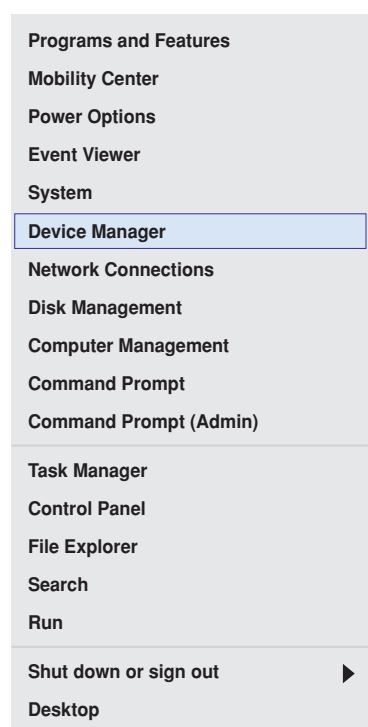 Programs and Features
Mobility Center
Power Options
Event Viewer
System
Device Manager
Network Connections
Disk Management
Computer Management
Command Prompt
Command Prompt (Admin)
Task Manager
Control Panel
File Explorer
Search
Run
Shut down or sign out
Desktop